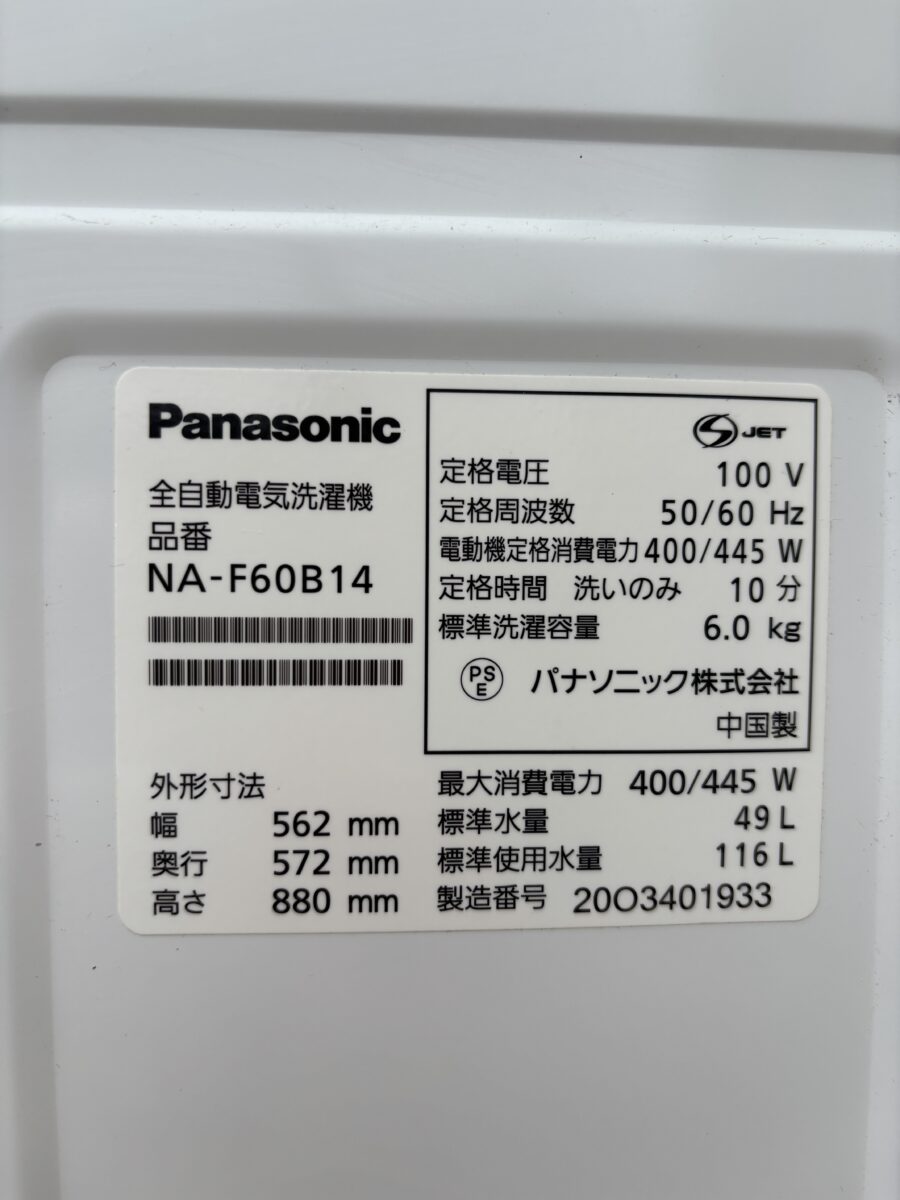 Panasonic
全自動電気洗濯機
品番
NA-F60B14
外形寸法
幅 562 mm
奥行 572 mm
高さ 880 mm
S JET
定格電圧 100 V
定格周波数 50/60 Hz
電動機定格消費電力 400/445 W
定格時間 洗いのみ 10 分
標準洗濯容量 6.0 kg
PSE パナソニック株式会社
中国製
最大消費電力 400/445 W
標準水量 49 L
標準使用水量 116 L
製造番号 20O3401933